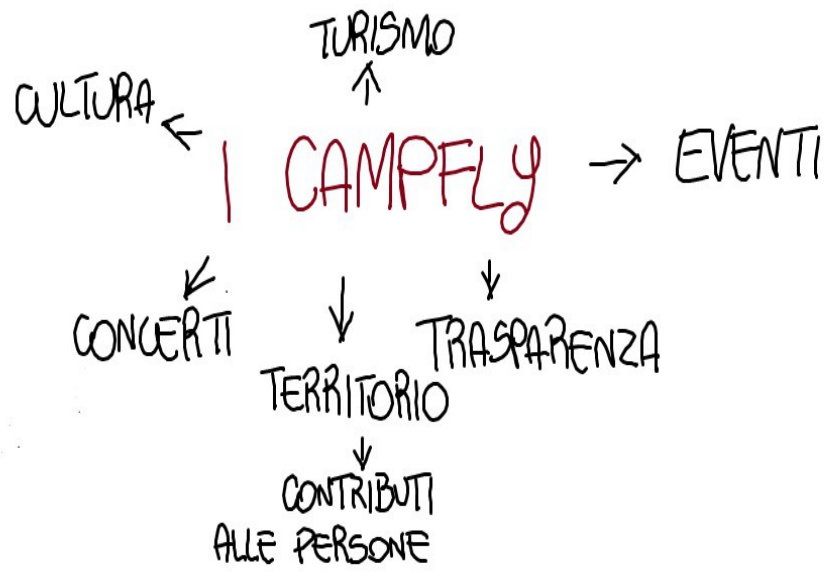 TURISMO
CULTURA
I CAMPFLY
EVENTI
CONCERTI
TRASPARENZA
TERRITORIO
CONTRIBUTI
ALLE PERSONE